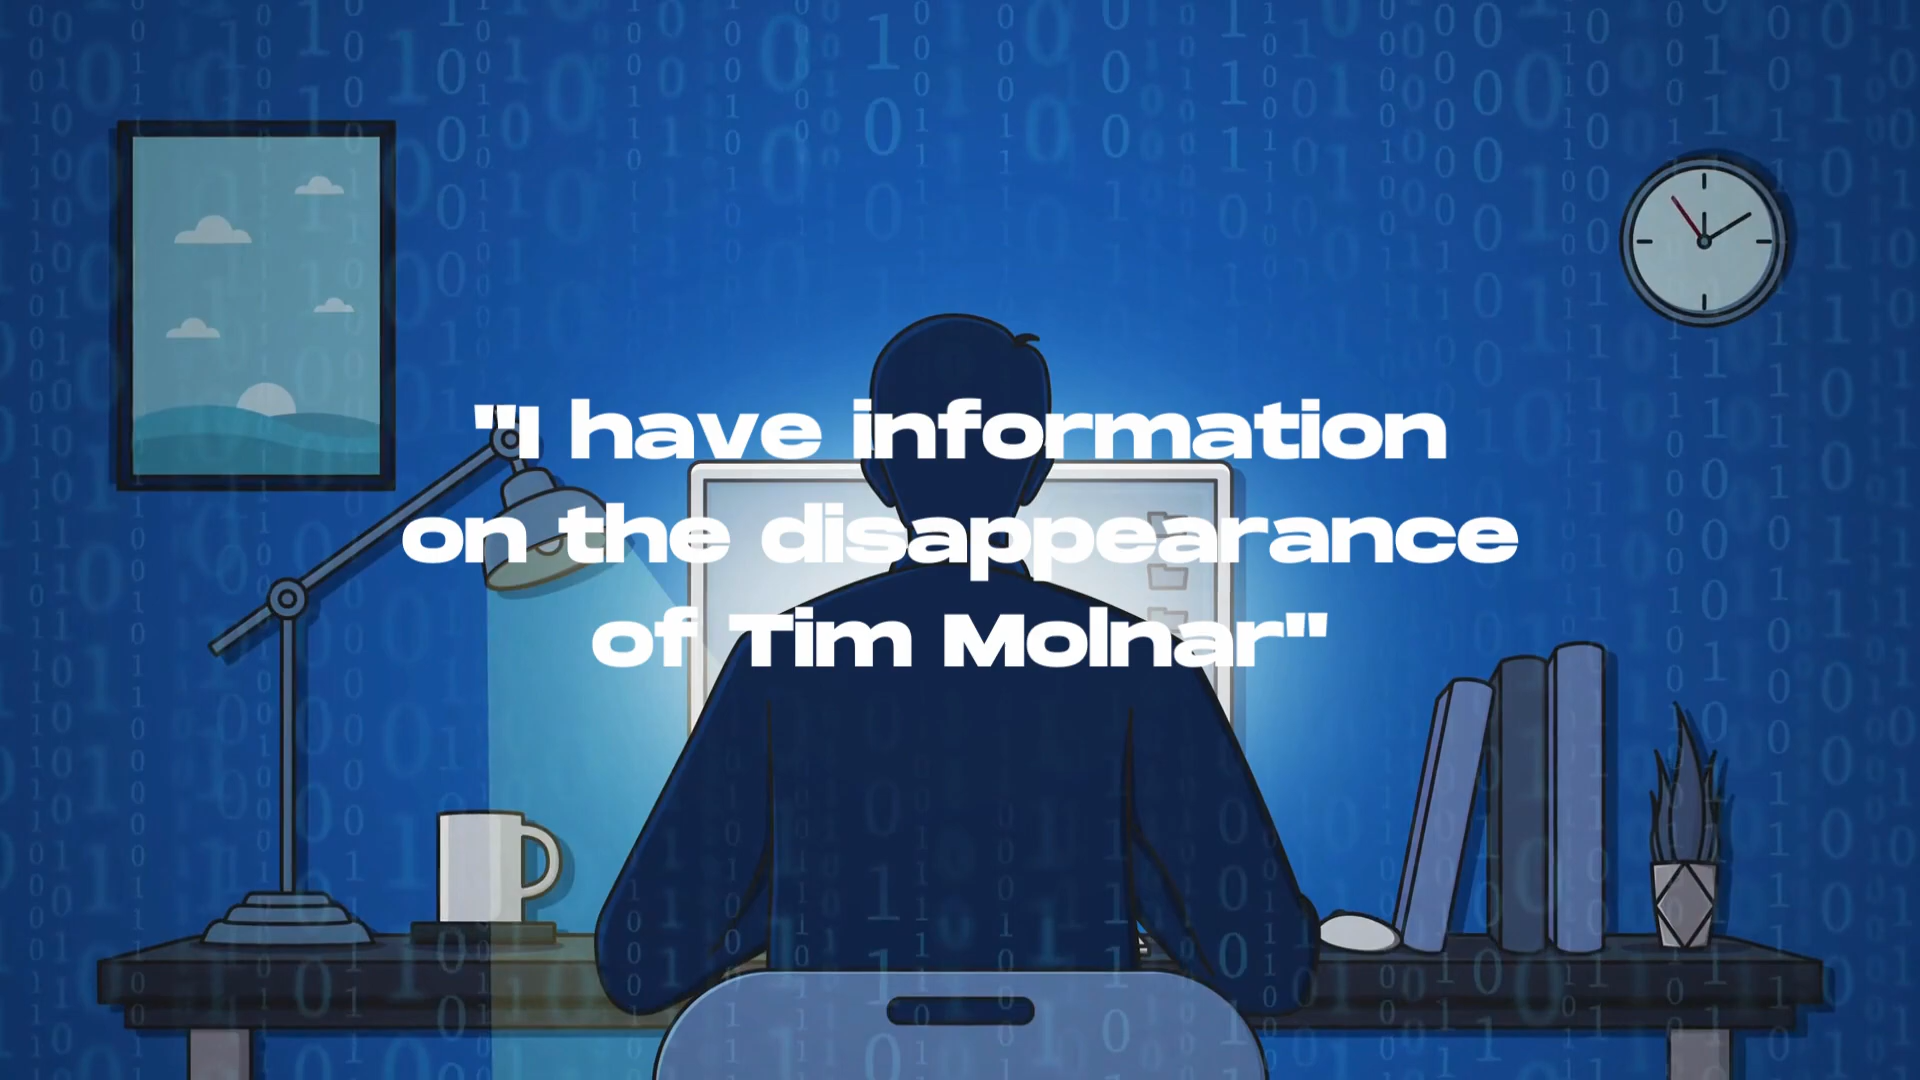 "I have information
on the disappearance
of Tim Molnar"